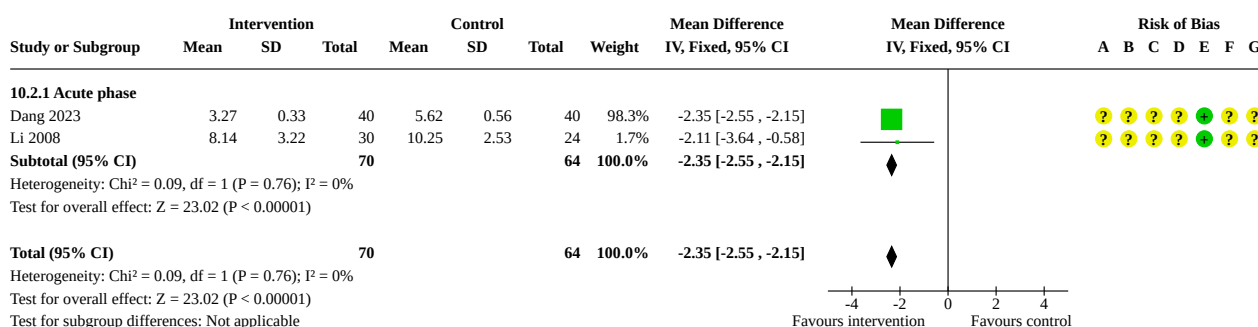 Intervention Control Mean Difference Mean Difference Risk of Bias
Study or Subgroup Mean SD Total Mean SD Total Weight IV, Fixed, 95% CI IV, Fixed, 95% CI A B C D E F G
10.2.1 Acute phase
Dang 2023 3.27 0.33 40 5.62 0.56 40 98.3% -2.35 [-2.55 , -2.15] ? ? ? ? + ? ?
Li 2008 8.14 3.22 30 10.25 2.53 24 1.7% -2.11 [-3.64 , -0.58] ? ? ? ? + ? ?
Subtotal (95% CI) 70 64 100.0% -2.35 [-2.55 , -2.15]
Heterogeneity: Chi² = 0.09, df = 1 (P = 0.76); I² = 0%
Test for overall effect: Z = 23.02 (P < 0.00001)
Total (95% CI) 70 64 100.0% -2.35 [-2.55 , -2.15]
Heterogeneity: Chi² = 0.09, df = 1 (P = 0.76); I² = 0%
Test for overall effect: Z = 23.02 (P < 0.00001)
-4 -2 0 2 4
Test for subgroup differences: Not applicable Favours intervention Favours control